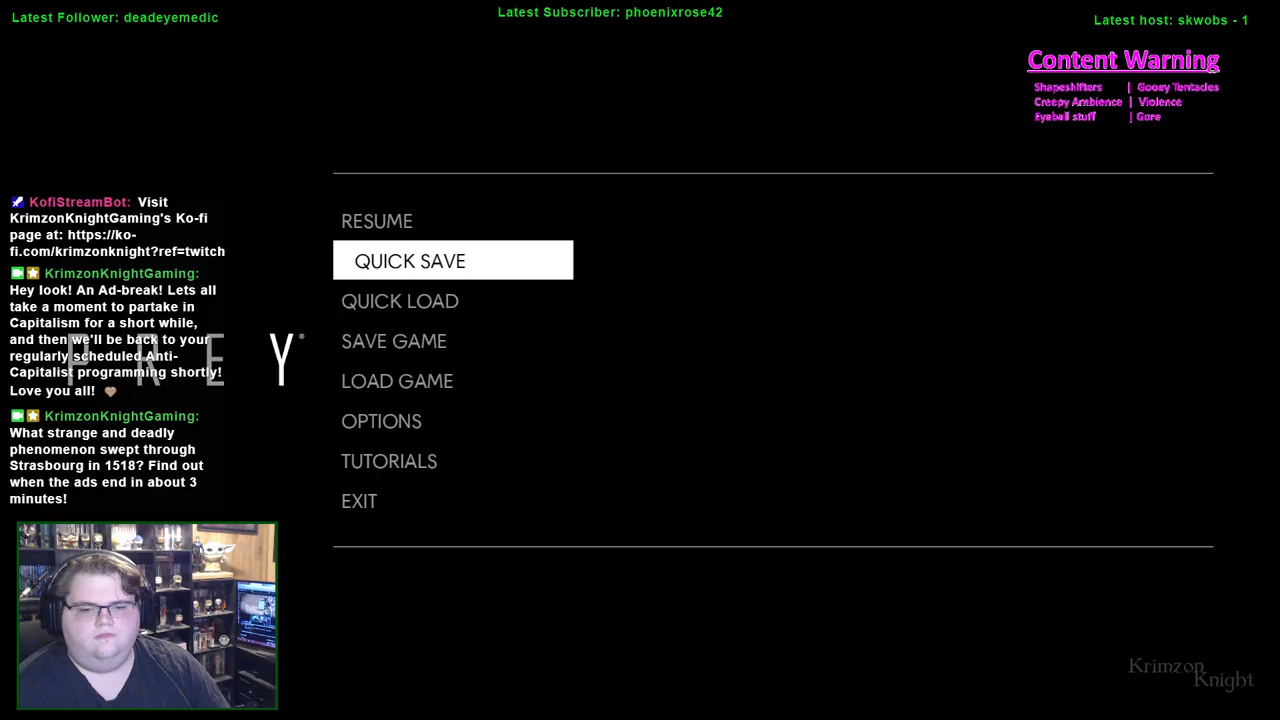 Latest Follower: deadeyemedic
Latest Subscriber: phoenixrose42
Latest host: skwobs - 1
Content Warning
Shapeshifters | Gooey Tentacles
Creepy Ambience | Violence
Eyeball stuff | Gore
KofiStreamBot: Visit
KrimzonKnightGaming's Ko-fi
page at: https://ko-
fi.com/krimzonknight?ref=twitch
KrimzonKnightGaming:
Hey look! An Ad-break! Lets all
take a moment to partake in
Capitalism for a short while,
and then we'll be back to your
regularly scheduled Anti-
Capitalist programming shortly!
Love you all!
KrimzonKnightGaming:
What strange and deadly
phenomenon swept through
Strasbourg in 1518? Find out
when the ads end in about 3
minutes!
PREY®
RESUME
QUICK SAVE
QUICK LOAD
SAVE GAME
LOAD GAME
OPTIONS
TUTORIALS
EXIT
Krimzon
Knight